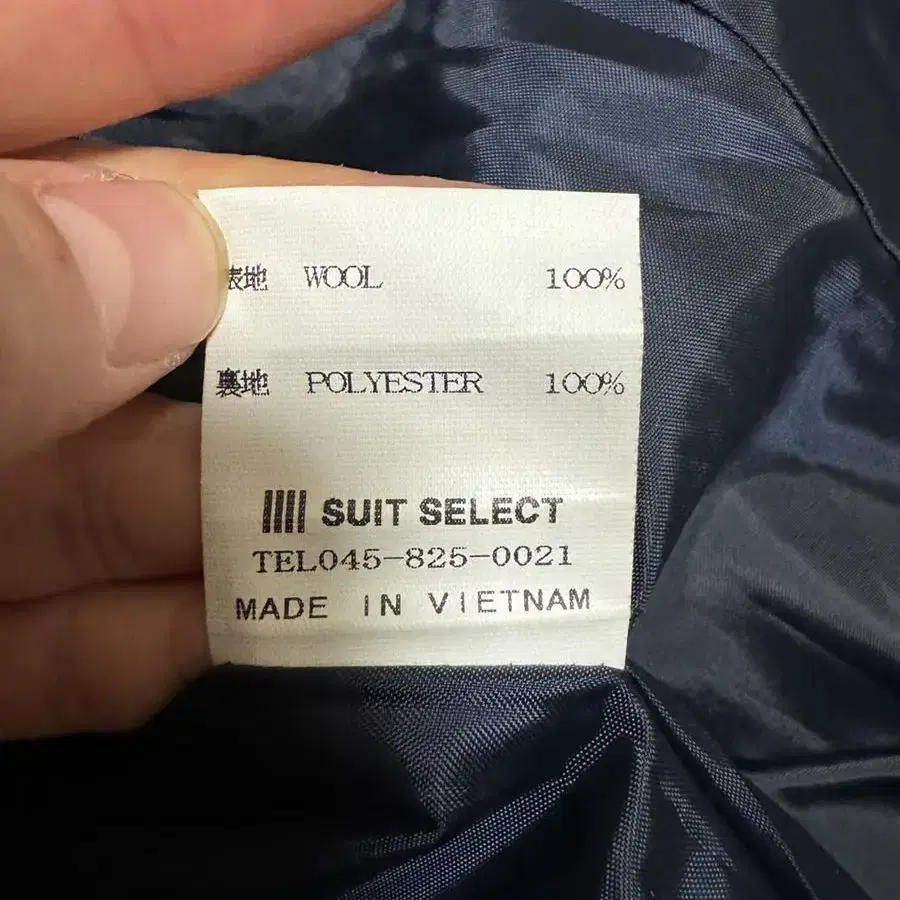 表地 WOOL 100%
裏地 POLYESTER 100%
SUIT SELECT
TEL045-825-0021
MADE IN VIETNAM